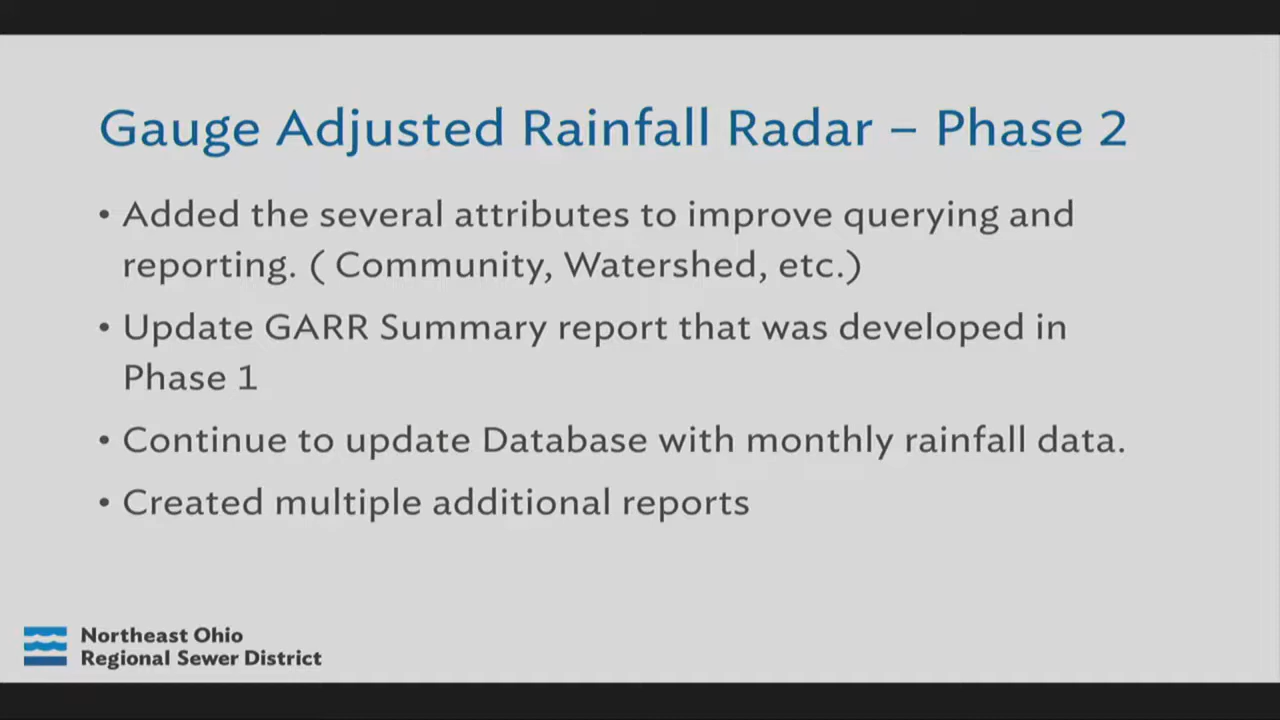 Gauge Adjusted Rainfall Radar – Phase 2
• Added the several attributes to improve querying and
reporting. ( Community, Watershed, etc.)
• Update GARR Summary report that was developed in
Phase 1
• Continue to update Database with monthly rainfall data.
• Created multiple additional reports
Northeast Ohio
Regional Sewer District